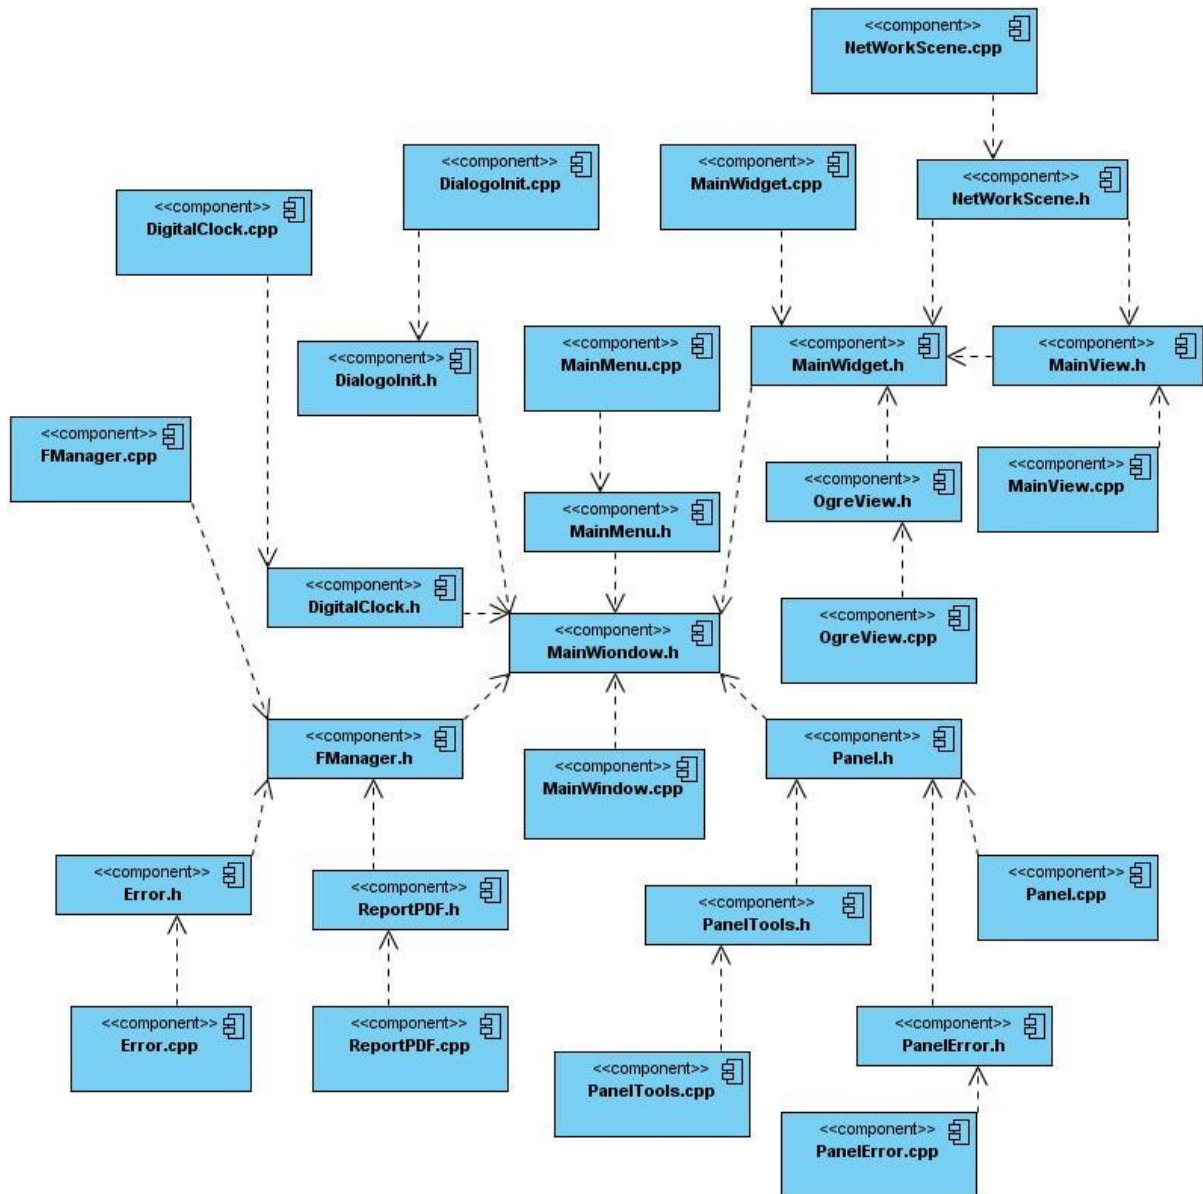 <<component>>
NetWorkScene.cpp
<<component>>
DialogoInit.cpp
<<component>>
MainWidget.cpp
<<component>>
NetWorkScene.h
<<component>>
DigitalClock.cpp
<<component>>
DialogoInit.h
<<component>>
MainMenu.cpp
<<component>>
MainWidget.h
<<component>>
MainView.h
<<component>>
FManager.cpp
<<component>>
OgreView.h
<<component>>
MainView.cpp
<<component>>
MainMenu.h
<<component>>
DigitalClock.h
<<component>>
MainWiondow.h
<<component>>
OgreView.cpp
<<component>>
FManager.h
<<component>>
MainWindow.cpp
<<component>>
Panel.h
<<component>>
Error.h
<<component>>
ReportPDF.h
<<component>>
PanelTools.h
<<component>>
Panel.cpp
<<component>>
Error.cpp
<<component>>
ReportPDF.cpp
<<component>>
PanelTools.cpp
<<component>>
PanelError.h
<<component>>
PanelError.cpp